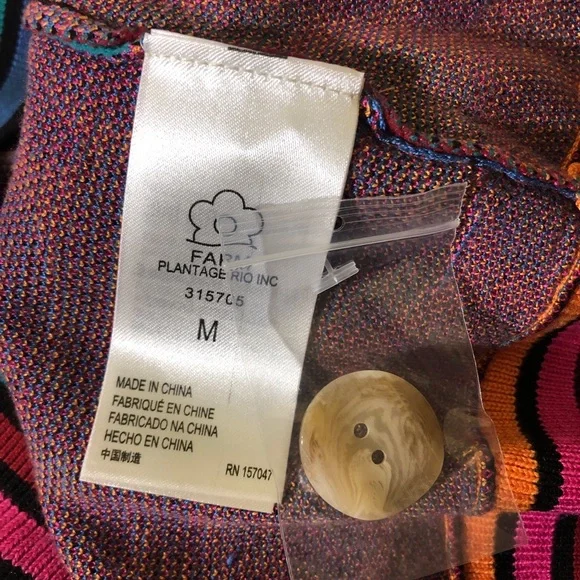 FARM
PLANTAGE RIO INC
315705
M
MADE IN CHINA
FABRIQUÉ EN CHINE
FABRICADO NA CHINA
HECHO EN CHINA
中国制造
RN 157047